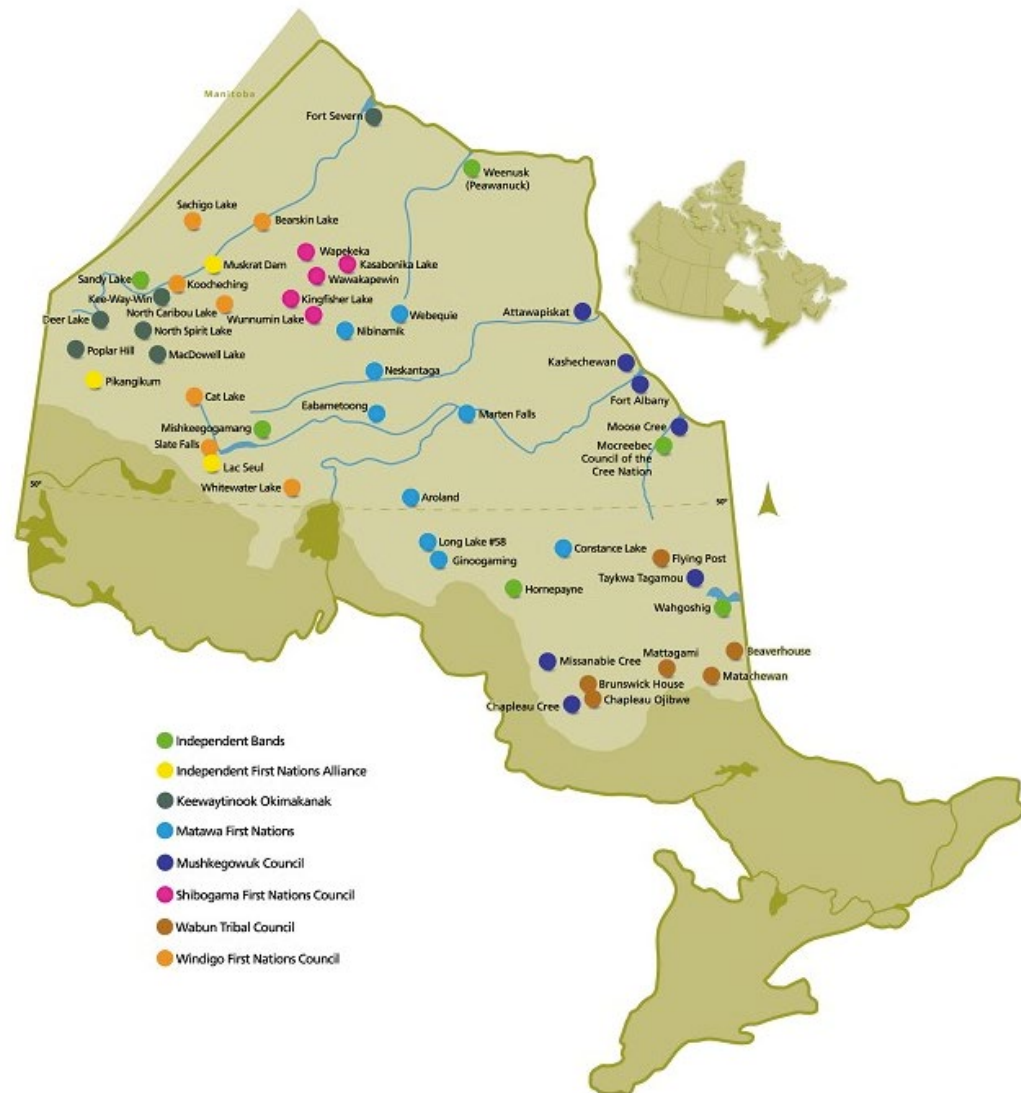 Manitoba
Fort Severn
Weenusk
(Peawanuck)
Sachigo Lake
Bearskin Lake
Wapekeka
Muskrat Dam
Kasabonika Lake
Wawakapewin
Sandy Lake
Koocheching
Kee-Way-Win
Kingfisher Lake
North Caribou Lake
Wunnumin Lake
Webequie
Attawapiskat
Deer Lake
North Spirit Lake
Nibinamik
Poplar Hill
MacDowell Lake
Kashechewan
Neskantaga
Pikangikum
Fort Albany
Cat Lake
Eabametoong
Marten Falls
Mishkeegogamang
Moose Cree
Slate Falls
Mocreebec
Council of the
Cree Nation
Lac Seul
Whitewater Lake
50°
Aroland
50°
Long Lake #58
Constance Lake
Ginoogaming
Flying Post
Taykwa Tagamou
Hornepayne
Wahgoshig
Mattagami
Beaverhouse
Missanabie Cree
Matachewan
Brunswick House
Chapleau Ojibwe
Chapleau Cree
Independent Bands
Independent First Nations Alliance
Keewaytinook Okimakanak
Matawa First Nations
Mushkegowuk Council
Shibogama First Nations Council
Wabun Tribal Council
Windigo First Nations Council